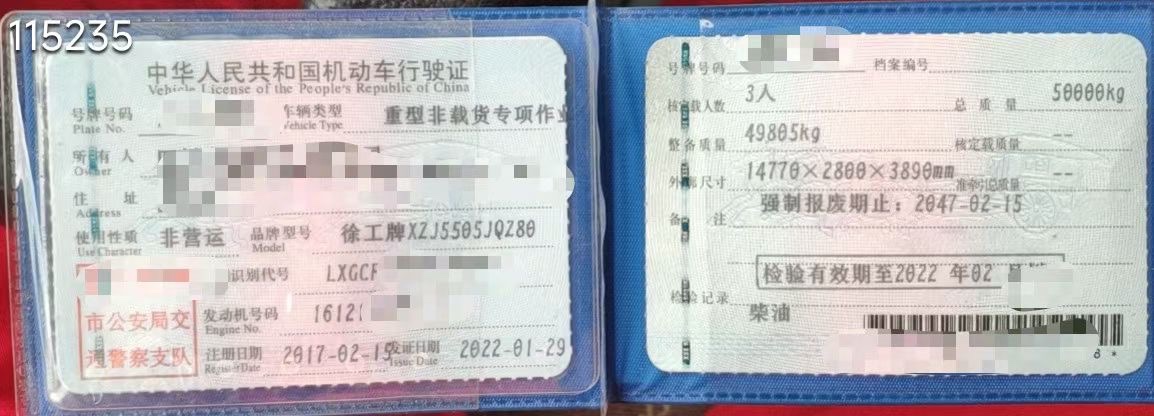 115235
中华人民共和国机动车行驶证
Vehicle License of the People's Republic of China
号牌号码
Plate No.
车辆类型
Vehicle Type
重型非载货专项作业
所有人
Owner
住 址
Address
使用性质
Use Character
非营运
品牌型号
Model
徐工牌XZJ5505JQZ80
识别代号
LXGCF
市公安局交
通警察支队
发动机号码
Engine No.
1612
注册日期
Register Date
2017-02-15
发证日期
Issue Date
2022-01-29
号牌号码
档案编号
核定载人数
3人
总质量
50000kg
整备质量
49805kg
核定载质量
--
外廓尺寸
14770×2800×3890mm
准牵引总质量
--
备 注
强制报废期止：2047-02-15
检验有效期至2022 年02
检验记录
柴油